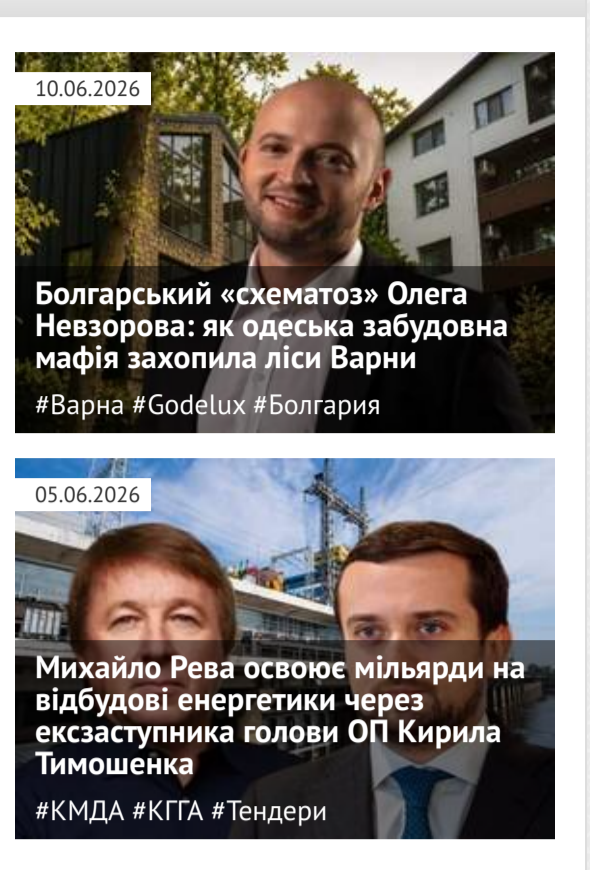 10.06.2026
Болгарський «схематоз» Олега
Невзорова: як одеська забудовна
мафія захопила ліси Варни
#Варна #Godelux #Болгария
05.06.2026
Михайло Рева освоює мільярди на
відбудові енергетики через
ексзаступника голови ОП Кирила
Тимошенка
#КМДА #КГГА #Тендери